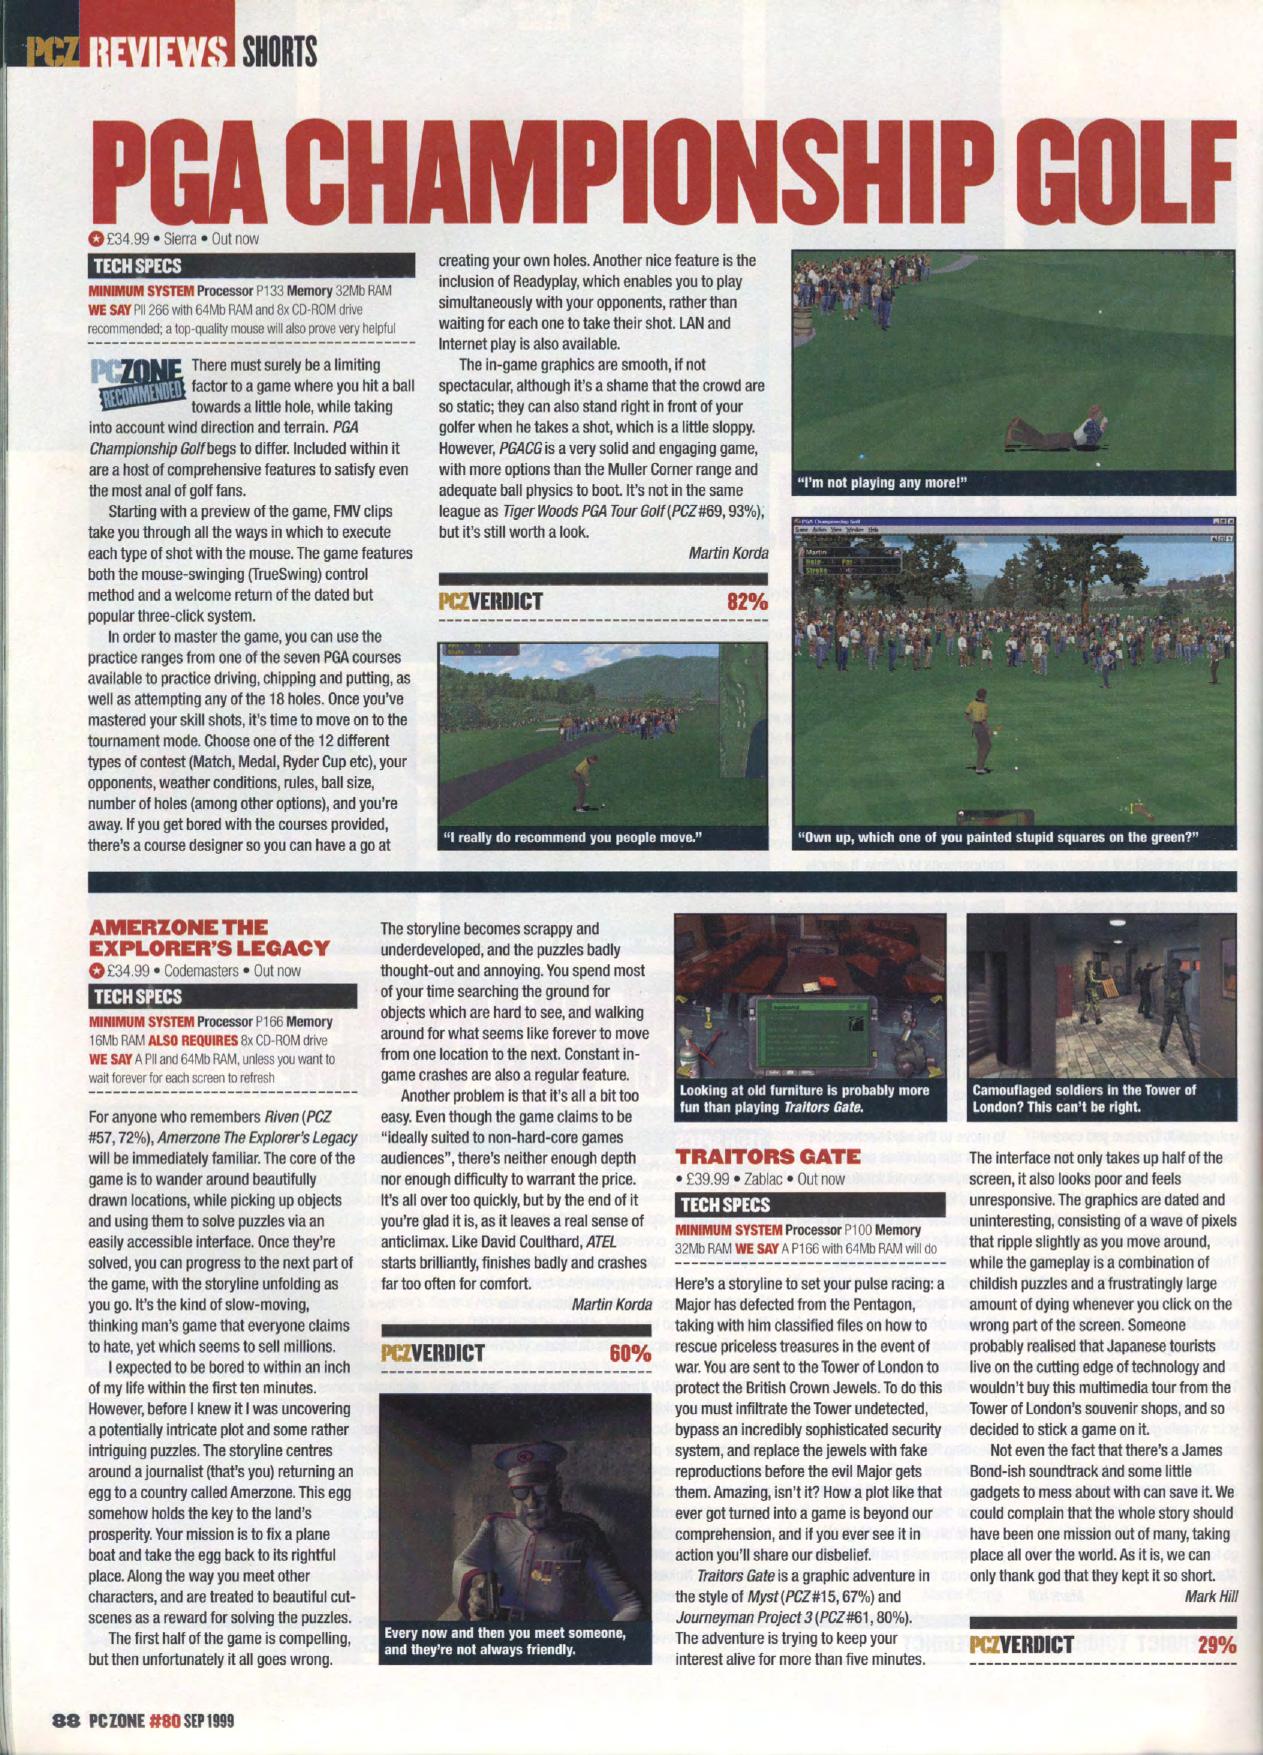 PCZ REVIEWS SHORTS
PGA CHAMPIONSHIP GOLF
£34.99 • Sierra • Out now
TECH SPECS
MINIMUM SYSTEM Processor P133 Memory 32Mb RAM
WE SAY PII 266 with 64Mb RAM and 8x CD-ROM drive
recommended; a top-quality mouse will also prove very helpful
PCZONE
RECOMMENDED
There must surely be a limiting
factor to a game where you hit a ball
towards a little hole, while taking
into account wind direction and terrain. PGA
Championship Golf begs to differ. Included within it
are a host of comprehensive features to satisfy even
the most anal of golf fans.
Starting with a preview of the game, FMV clips
take you through all the ways in which to execute
each type of shot with the mouse. The game features
both the mouse-swinging (TrueSwing) control
method and a welcome return of the dated but
popular three-click system.
In order to master the game, you can use the
practice ranges from one of the seven PGA courses
available to practice driving, chipping and putting, as
well as attempting any of the 18 holes. Once you've
mastered your skill shots, it's time to move on to the
tournament mode. Choose one of the 12 different
types of contest (Match, Medal, Ryder Cup etc), your
opponents, weather conditions, rules, ball size,
number of holes (among other options), and you're
away. If you get bored with the courses provided,
there's a course designer so you can have a go at
creating your own holes. Another nice feature is the
inclusion of Readyplay, which enables you to play
simultaneously with your opponents, rather than
waiting for each one to take their shot. LAN and
Internet play is also available.
The in-game graphics are smooth, if not
spectacular, although it's a shame that the crowd are
so static; they can also stand right in front of your
golfer when he takes a shot, which is a little sloppy.
However, PGACG is a very solid and engaging game,
with more options than the Muller Corner range and
adequate ball physics to boot. It's not in the same
league as Tiger Woods PGA Tour Golf (PCZ #69, 93%),
but it's still worth a look.
Martin Korda
PCZVERDICT 82%
"I really do recommend you people move."
"I'm not playing any more!"
PGA Championship Golf
Game Action View Window Help
Martin
Hole Par
Stroke
"Own up, which one of you painted stupid squares on the green?"
AMERZONE THE
EXPLORER'S LEGACY
£34.99 • Codemasters • Out now
TECH SPECS
MINIMUM SYSTEM Processor P166 Memory
16Mb RAM ALSO REQUIRES 8x CD-ROM drive
WE SAY A PII and 64Mb RAM, unless you want to
wait forever for each screen to refresh
For anyone who remembers Riven (PCZ
#57, 72%), Amerzone The Explorer's Legacy
will be immediately familiar. The core of the
game is to wander around beautifully
drawn locations, while picking up objects
and using them to solve puzzles via an
easily accessible interface. Once they're
solved, you can progress to the next part of
the game, with the storyline unfolding as
you go. It's the kind of slow-moving,
thinking man's game that everyone claims
to hate, yet which seems to sell millions.
I expected to be bored to within an inch
of my life within the first ten minutes.
However, before I knew it I was uncovering
a potentially intricate plot and some rather
intriguing puzzles. The storyline centres
around a journalist (that's you) returning an
egg to a country called Amerzone. This egg
somehow holds the key to the land's
prosperity. Your mission is to fix a plane
boat and take the egg back to its rightful
place. Along the way you meet other
characters, and are treated to beautiful cut-
scenes as a reward for solving the puzzles.
The first half of the game is compelling,
but then unfortunately it all goes wrong.
The storyline becomes scrappy and
underdeveloped, and the puzzles badly
thought-out and annoying. You spend most
of your time searching the ground for
objects which are hard to see, and walking
around for what seems like forever to move
from one location to the next. Constant in-
game crashes are also a regular feature.
Another problem is that it's all a bit too
easy. Even though the game claims to be
"ideally suited to non-hard-core games
audiences", there's neither enough depth
nor enough difficulty to warrant the price.
It's all over too quickly, but by the end of it
you're glad it is, as it leaves a real sense of
anticlimax. Like David Coulthard, ATEL
starts brilliantly, finishes badly and crashes
far too often for comfort.
Martin Korda
PCZVERDICT 60%
Every now and then you meet someone,
and they're not always friendly.
Looking at old furniture is probably more
fun than playing Traitors Gate.
Camouflaged soldiers in the Tower of
London? This can't be right.
TRAITORS GATE
• £39.99 • Zablac • Out now
TECH SPECS
MINIMUM SYSTEM Processor P100 Memory
32Mb RAM WE SAY A P166 with 64Mb RAM will do
Here's a storyline to set your pulse racing: a
Major has defected from the Pentagon,
taking with him classified files on how to
rescue priceless treasures in the event of
war. You are sent to the Tower of London to
protect the British Crown Jewels. To do this
you must infiltrate the Tower undetected,
bypass an incredibly sophisticated security
system, and replace the jewels with fake
reproductions before the evil Major gets
them. Amazing, isn't it? How a plot like that
ever got turned into a game is beyond our
comprehension, and if you ever see it in
action you'll share our disbelief.
Traitors Gate is a graphic adventure in
the style of Myst (PCZ #15, 67%) and
Journeyman Project 3 (PCZ #61, 80%).
The adventure is trying to keep your
interest alive for more than five minutes.
The interface not only takes up half of the
screen, it also looks poor and feels
unresponsive. The graphics are dated and
uninteresting, consisting of a wave of pixels
that ripple slightly as you move around,
while the gameplay is a combination of
childish puzzles and a frustratingly large
amount of dying whenever you click on the
wrong part of the screen. Someone
probably realised that Japanese tourists
live on the cutting edge of technology and
wouldn't buy this multimedia tour from the
Tower of London's souvenir shops, and so
decided to stick a game on it.
Not even the fact that there's a James
Bond-ish soundtrack and some little
gadgets to mess about with can save it. We
could complain that the whole story should
have been one mission out of many, taking
place all over the world. As it is, we can
only thank god that they kept it so short.
Mark Hill
PCZVERDICT 29%
88 PCZONE #80 SEP 1999